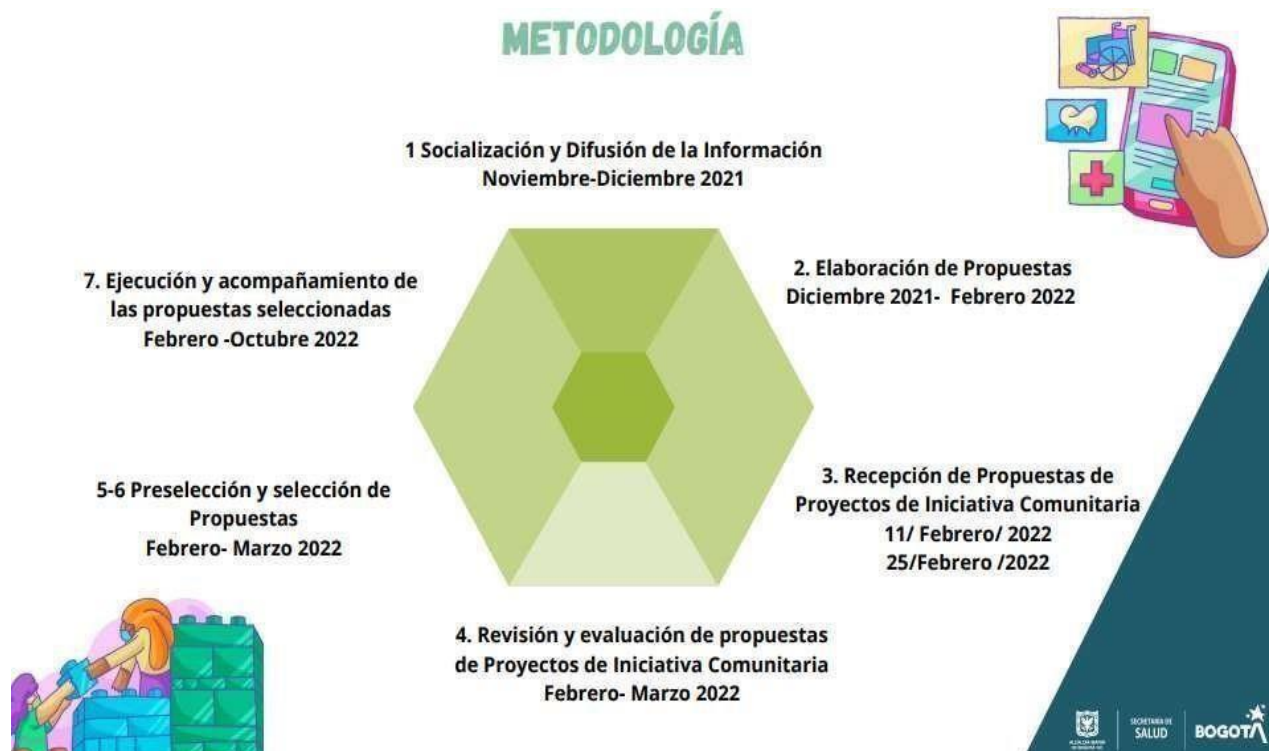 METODOLOGÍA
1 Socialización y Difusión de la Información
Noviembre-Diciembre 2021
2. Elaboración de Propuestas
Diciembre 2021- Febrero 2022
3. Recepción de Propuestas de
Proyectos de Iniciativa Comunitaria
11/ Febrero/ 2022
25/Febrero /2022
4. Revisión y evaluación de propuestas
de Proyectos de Iniciativa Comunitaria
Febrero- Marzo 2022
5-6 Preselección y selección de
Propuestas
Febrero- Marzo 2022
7. Ejecución y acompañamiento de
las propuestas seleccionadas
Febrero -Octubre 2022
SECRETARÍA DE
SALUD
BOGOTÁ